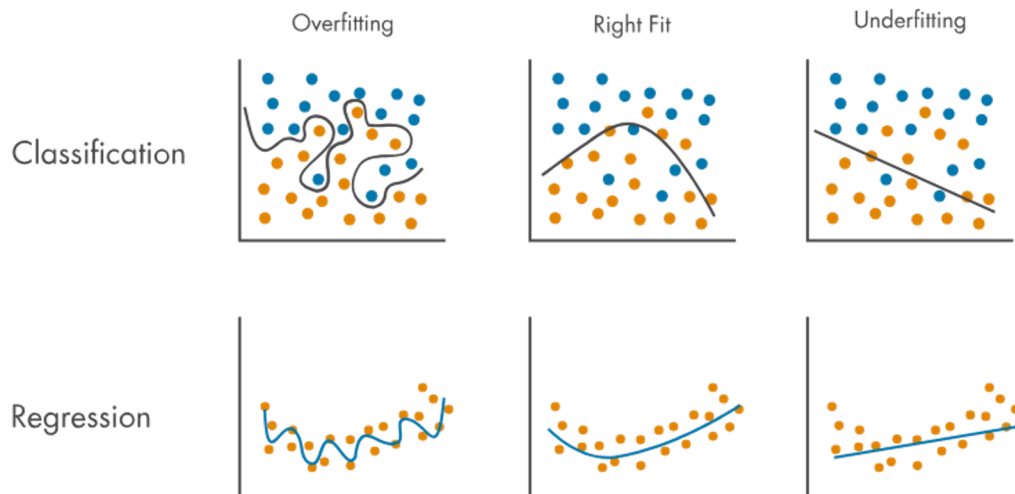 Overfitting
Right Fit
Underfitting
Classification
Regression